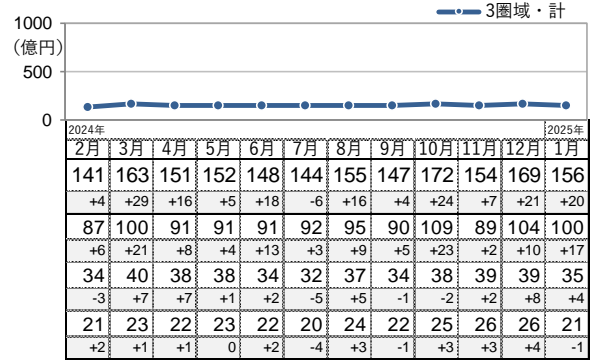 3圏域・計
1000
(億円)
500
0
2024年 2025年
2月 3月 4月 5月 6月 7月 8月 9月 10月 11月 12月 1月
141 163 151 152 148 144 155 147 172 154 169 156
+4 +29 +16 +5 +18 -6 +16 +4 +24 +7 +21 +20
87 100 91 91 91 92 95 90 109 89 104 100
+6 +21 +8 +4 +13 +3 +9 +5 +23 +2 +10 +17
34 40 38 38 34 32 37 34 38 39 39 35
-3 +7 +7 +1 +2 -5 +5 -1 -2 +2 +8 +4
21 23 22 23 22 20 24 22 25 26 26 21
+2 +1 +1 0 +2 -4 +3 -1 +3 +3 +4 -1